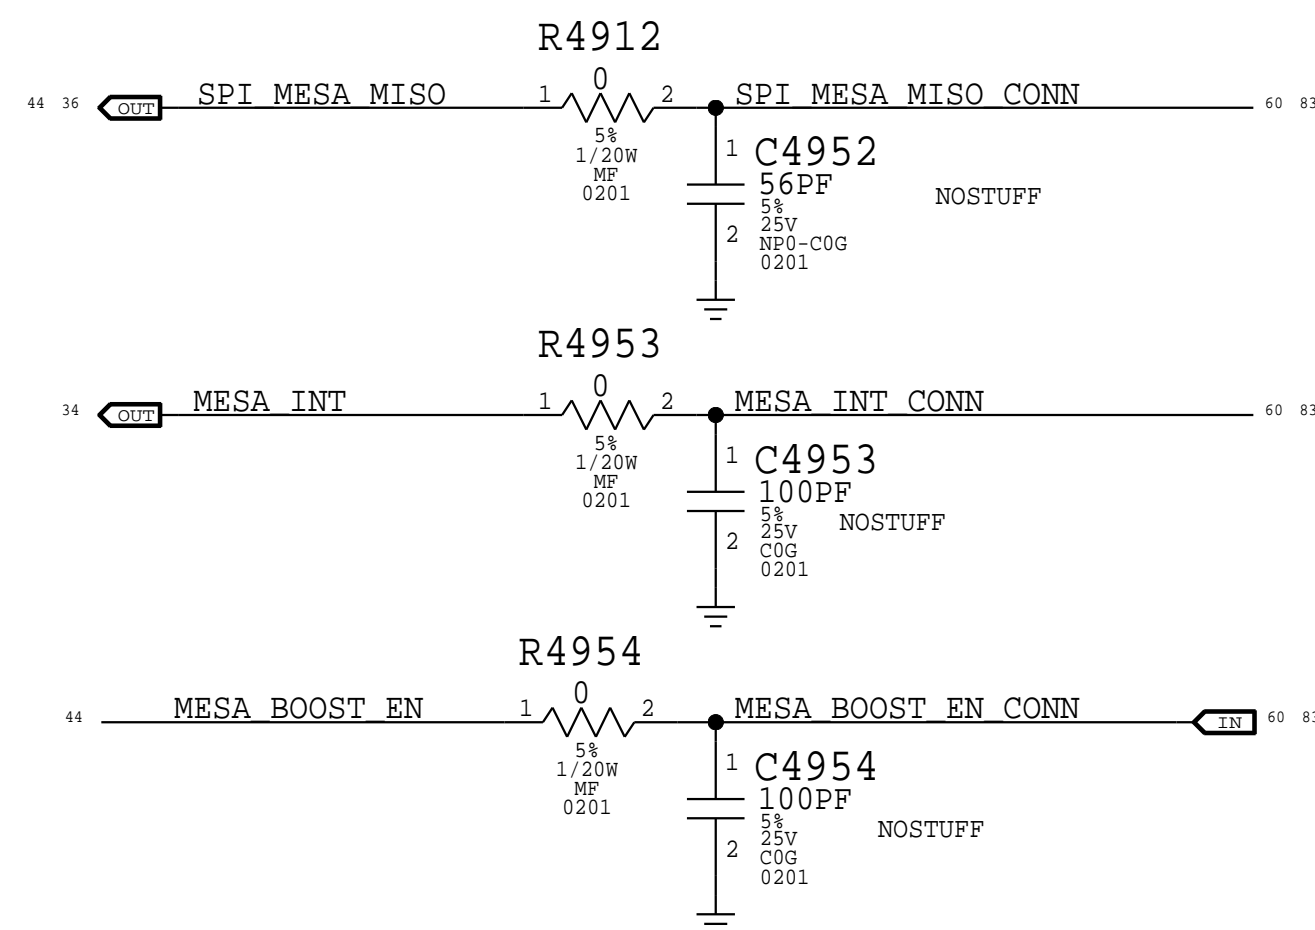 R4912
0
44 36 OUT SPI_MESA_MISO 1 2 SPI_MESA_MISO_CONN 60 83
5%
1/20W
MF
0201
1 C4952
56PF
5%
25V
2 NP0-C0G
0201
NOSTUFF
R4953
0
34 OUT MESA_INT 1 2 MESA_INT_CONN 60 83
5%
1/20W
MF
0201
1 C4953
100PF
5%
25V
2 C0G
0201
NOSTUFF
R4954
0
44 MESA_BOOST_EN 1 2 MESA_BOOST_EN_CONN IN 60 83
5%
1/20W
MF
0201
1 C4954
100PF
5%
25V
2 C0G
0201
NOSTUFF